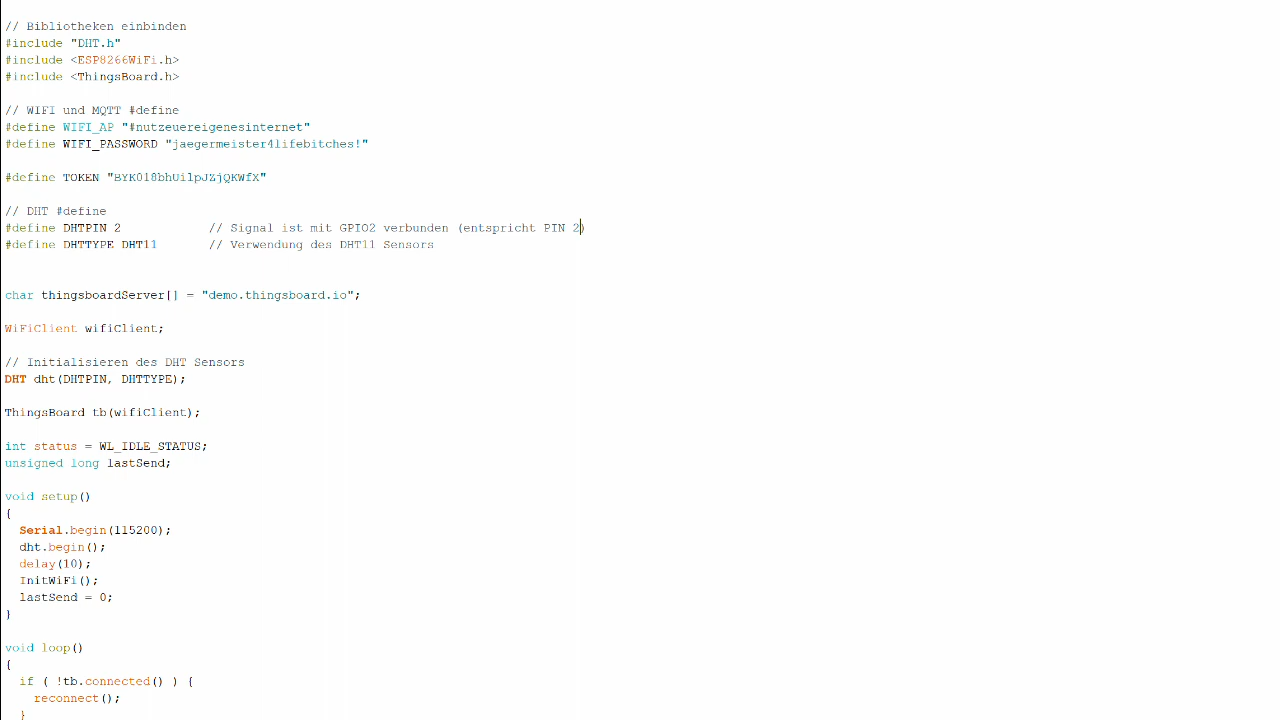 // Bibliotheken einbinden
#include "DHT.h"
#include <ESP8266WiFi.h>
#include <ThingsBoard.h>
// WIFI und MQTT #define
#define WIFI_AP "#nutzeuereigenesinternet"
#define WIFI_PASSWORD "jaegermeister4lifebitches!"
#define TOKEN "BYK018bhUilpJZjQKWfX"
// DHT #define
#define DHTPIN 2 // Signal ist mit GPIO2 verbunden (entspricht PIN 2)
#define DHTTYPE DHT11 // Verwendung des DHT11 Sensors
char thingsboardServer[] = "demo.thingsboard.io";
WiFiClient wifiClient;
// Initialisieren des DHT Sensors
DHT dht(DHTPIN, DHTTYPE);
ThingsBoard tb(wifiClient);
int status = WL_IDLE_STATUS;
unsigned long lastSend;
void setup()
{
Serial.begin(115200);
dht.begin();
delay(10);
InitWiFi();
lastSend = 0;
}
void loop()
{
if ( !tb.connected() ) {
reconnect();
}